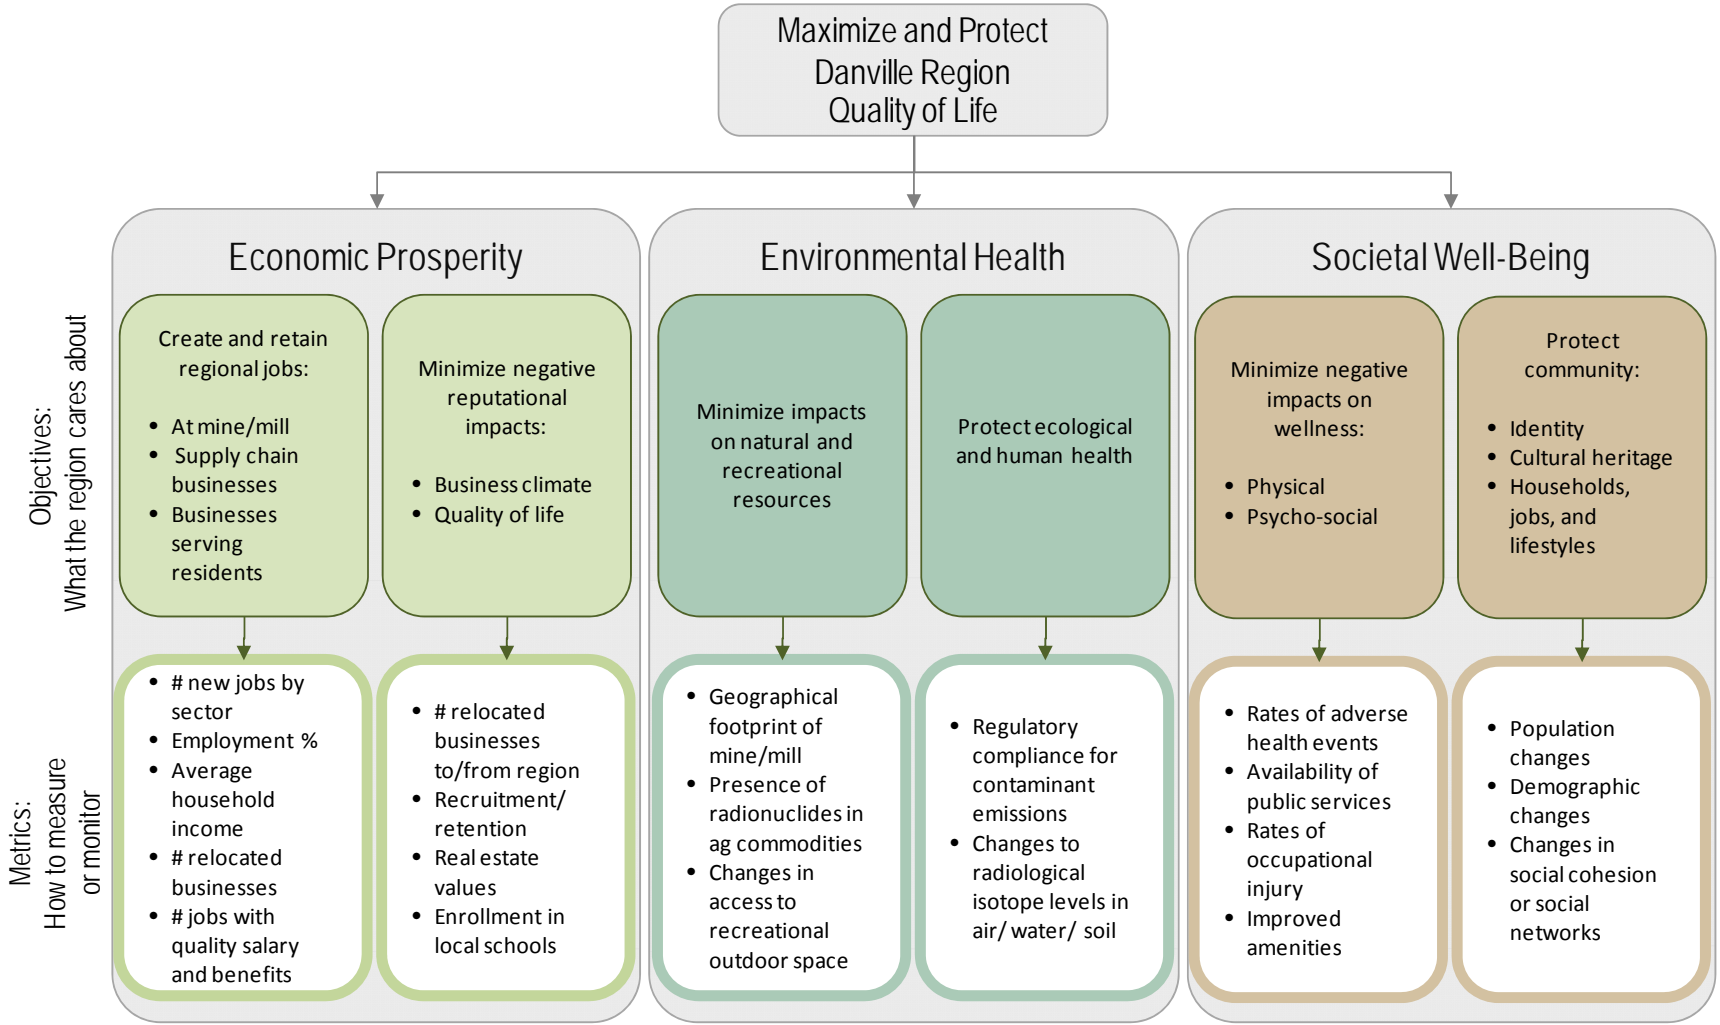 Maximize and Protect
Danville Region
Quality of Life
Economic Prosperity
Environmental Health
Societal Well-Being
Objectives:
What the region cares about
Create and retain
regional jobs:
• At mine/mill
• Supply chain
businesses
• Businesses
serving
residents
Minimize negative
reputational
impacts:
• Business climate
• Quality of life
Minimize impacts
on natural and
recreational
resources
Protect ecological
and human health
Minimize negative
impacts on
wellness:
• Physical
• Psycho-social
Protect
community:
• Identity
• Cultural heritage
• Households,
jobs, and
lifestyles
Metrics:
How to measure
or monitor
• # new jobs by
sector
• Employment %
• Average
household
income
• # relocated
businesses
• # jobs with
quality salary
and benefits
• # relocated
businesses
to/from region
• Recruitment/
retention
• Real estate
values
• Enrollment in
local schools
• Geographical
footprint of
mine/mill
• Presence of
radionuclides in
ag commodities
• Changes in
access to
recreational
outdoor space
• Regulatory
compliance for
contaminant
emissions
• Changes to
radiological
isotope levels in
air/ water/ soil
• Rates of adverse
health events
• Availability of
public services
• Rates of
occupational
injury
• Improved
amenities
• Population
changes
• Demographic
changes
• Changes in
social cohesion
or social
networks